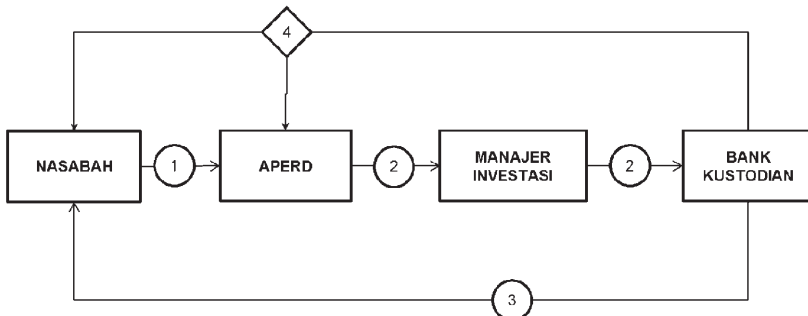 4
NASABAH
1
APERD
2
MANAJER
INVESTASI
2
BANK
KUSTODIAN
3